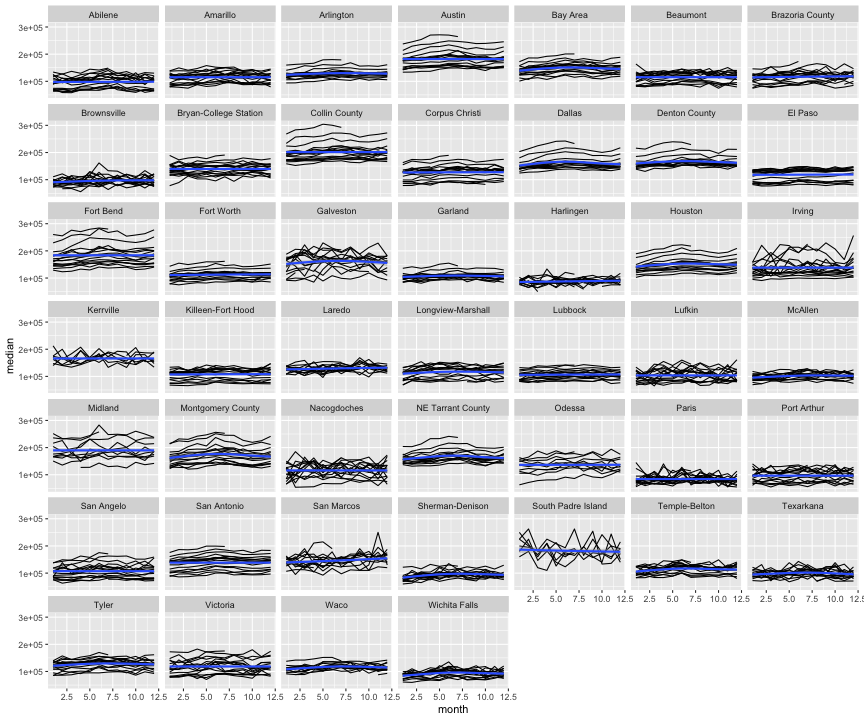 Abilene Amarillo Arlington Austin Bay Area Beaumont Brazoria County
3e+05
2e+05
1e+05
Brownsville Bryan-College Station Collin County Corpus Christi Dallas Denton County El Paso
3e+05
2e+05
1e+05
Fort Bend Fort Worth Galveston Garland Harlingen Houston Irving
3e+05
2e+05
1e+05
Kerrville Killeen-Fort Hood Laredo Longview-Marshall Lubbock Lufkin McAllen
3e+05
2e+05
1e+05
median
Midland Montgomery County Nacogdoches NE Tarrant County Odessa Paris Port Arthur
3e+05
2e+05
1e+05
San Angelo San Antonio San Marcos Sherman-Denison South Padre Island Temple-Belton Texarkana
3e+05
2e+05
1e+05
2.5 5.0 7.5 10.0 12.5 2.5 5.0 7.5 10.0 12.5 2.5 5.0 7.5 10.0 12.5
Tyler Victoria Waco Wichita Falls
3e+05
2e+05
1e+05
2.5 5.0 7.5 10.0 12.5 2.5 5.0 7.5 10.0 12.5 2.5 5.0 7.5 10.0 12.5 2.5 5.0 7.5 10.0 12.5
month